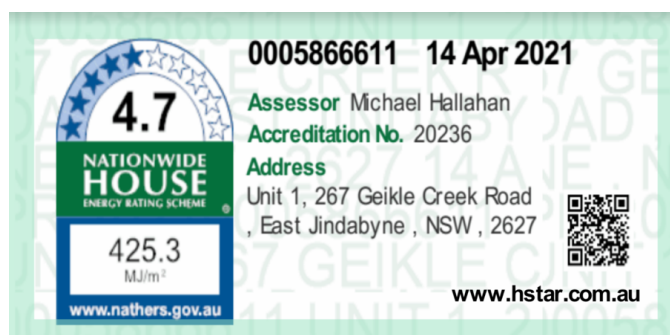 0005866611 14 Apr 2021
4.7
Assessor Michael Hallahan
Accreditation No. 20236
NATIONWIDE
HOUSE
ENERGY RATING SCHEME
Address
Unit 1, 267 Geikle Creek Road
, East Jindabyne , NSW , 2627
425.3
MJ/m²
www.nathers.gov.au
www.hstar.com.au